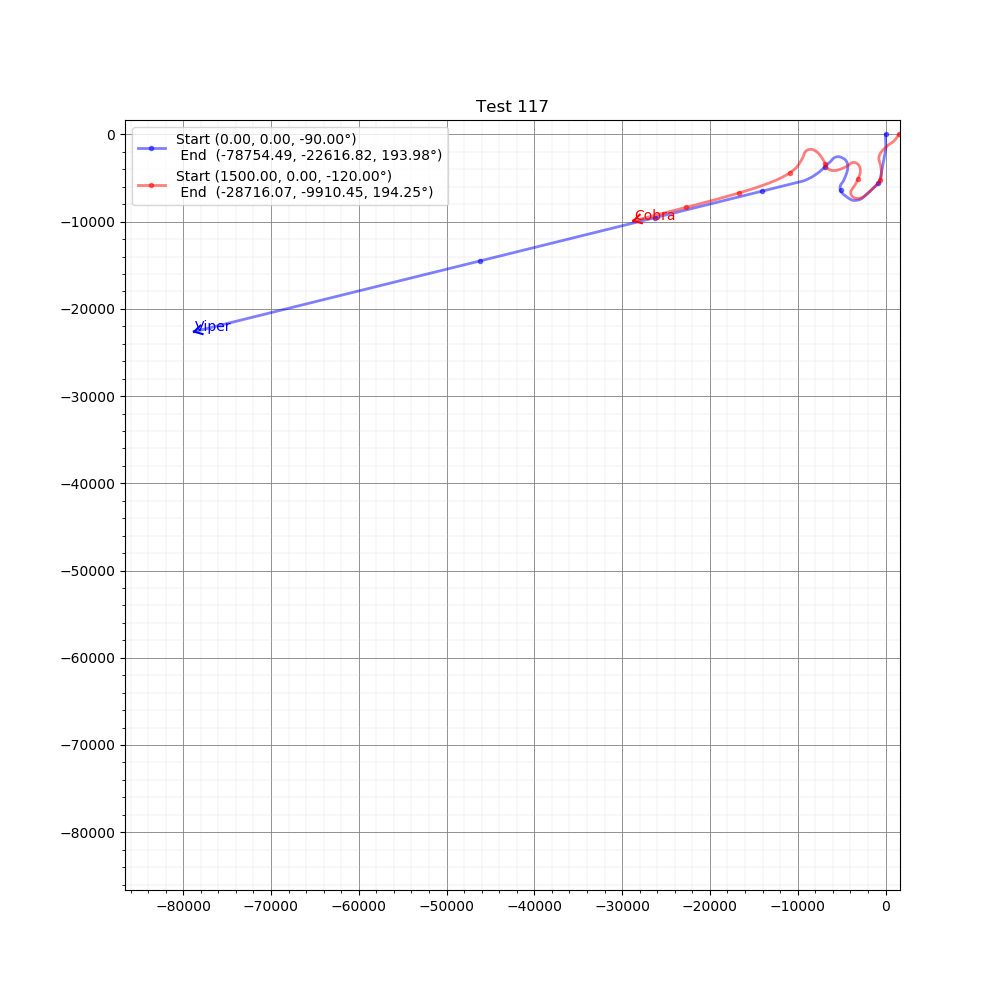 Test 117
Start (0.00, 0.00, -90.00°)
End (-78754.49, -22616.82, 193.98°)
Start (1500.00, 0.00, -120.00°)
End (-28716.07, -9910.45, 194.25°)
0
−10000
−20000
−30000
−40000
−50000
−60000
−70000
−80000
Cobra
Viper
−80000 −70000 −60000 −50000 −40000 −30000 −20000 −10000 0